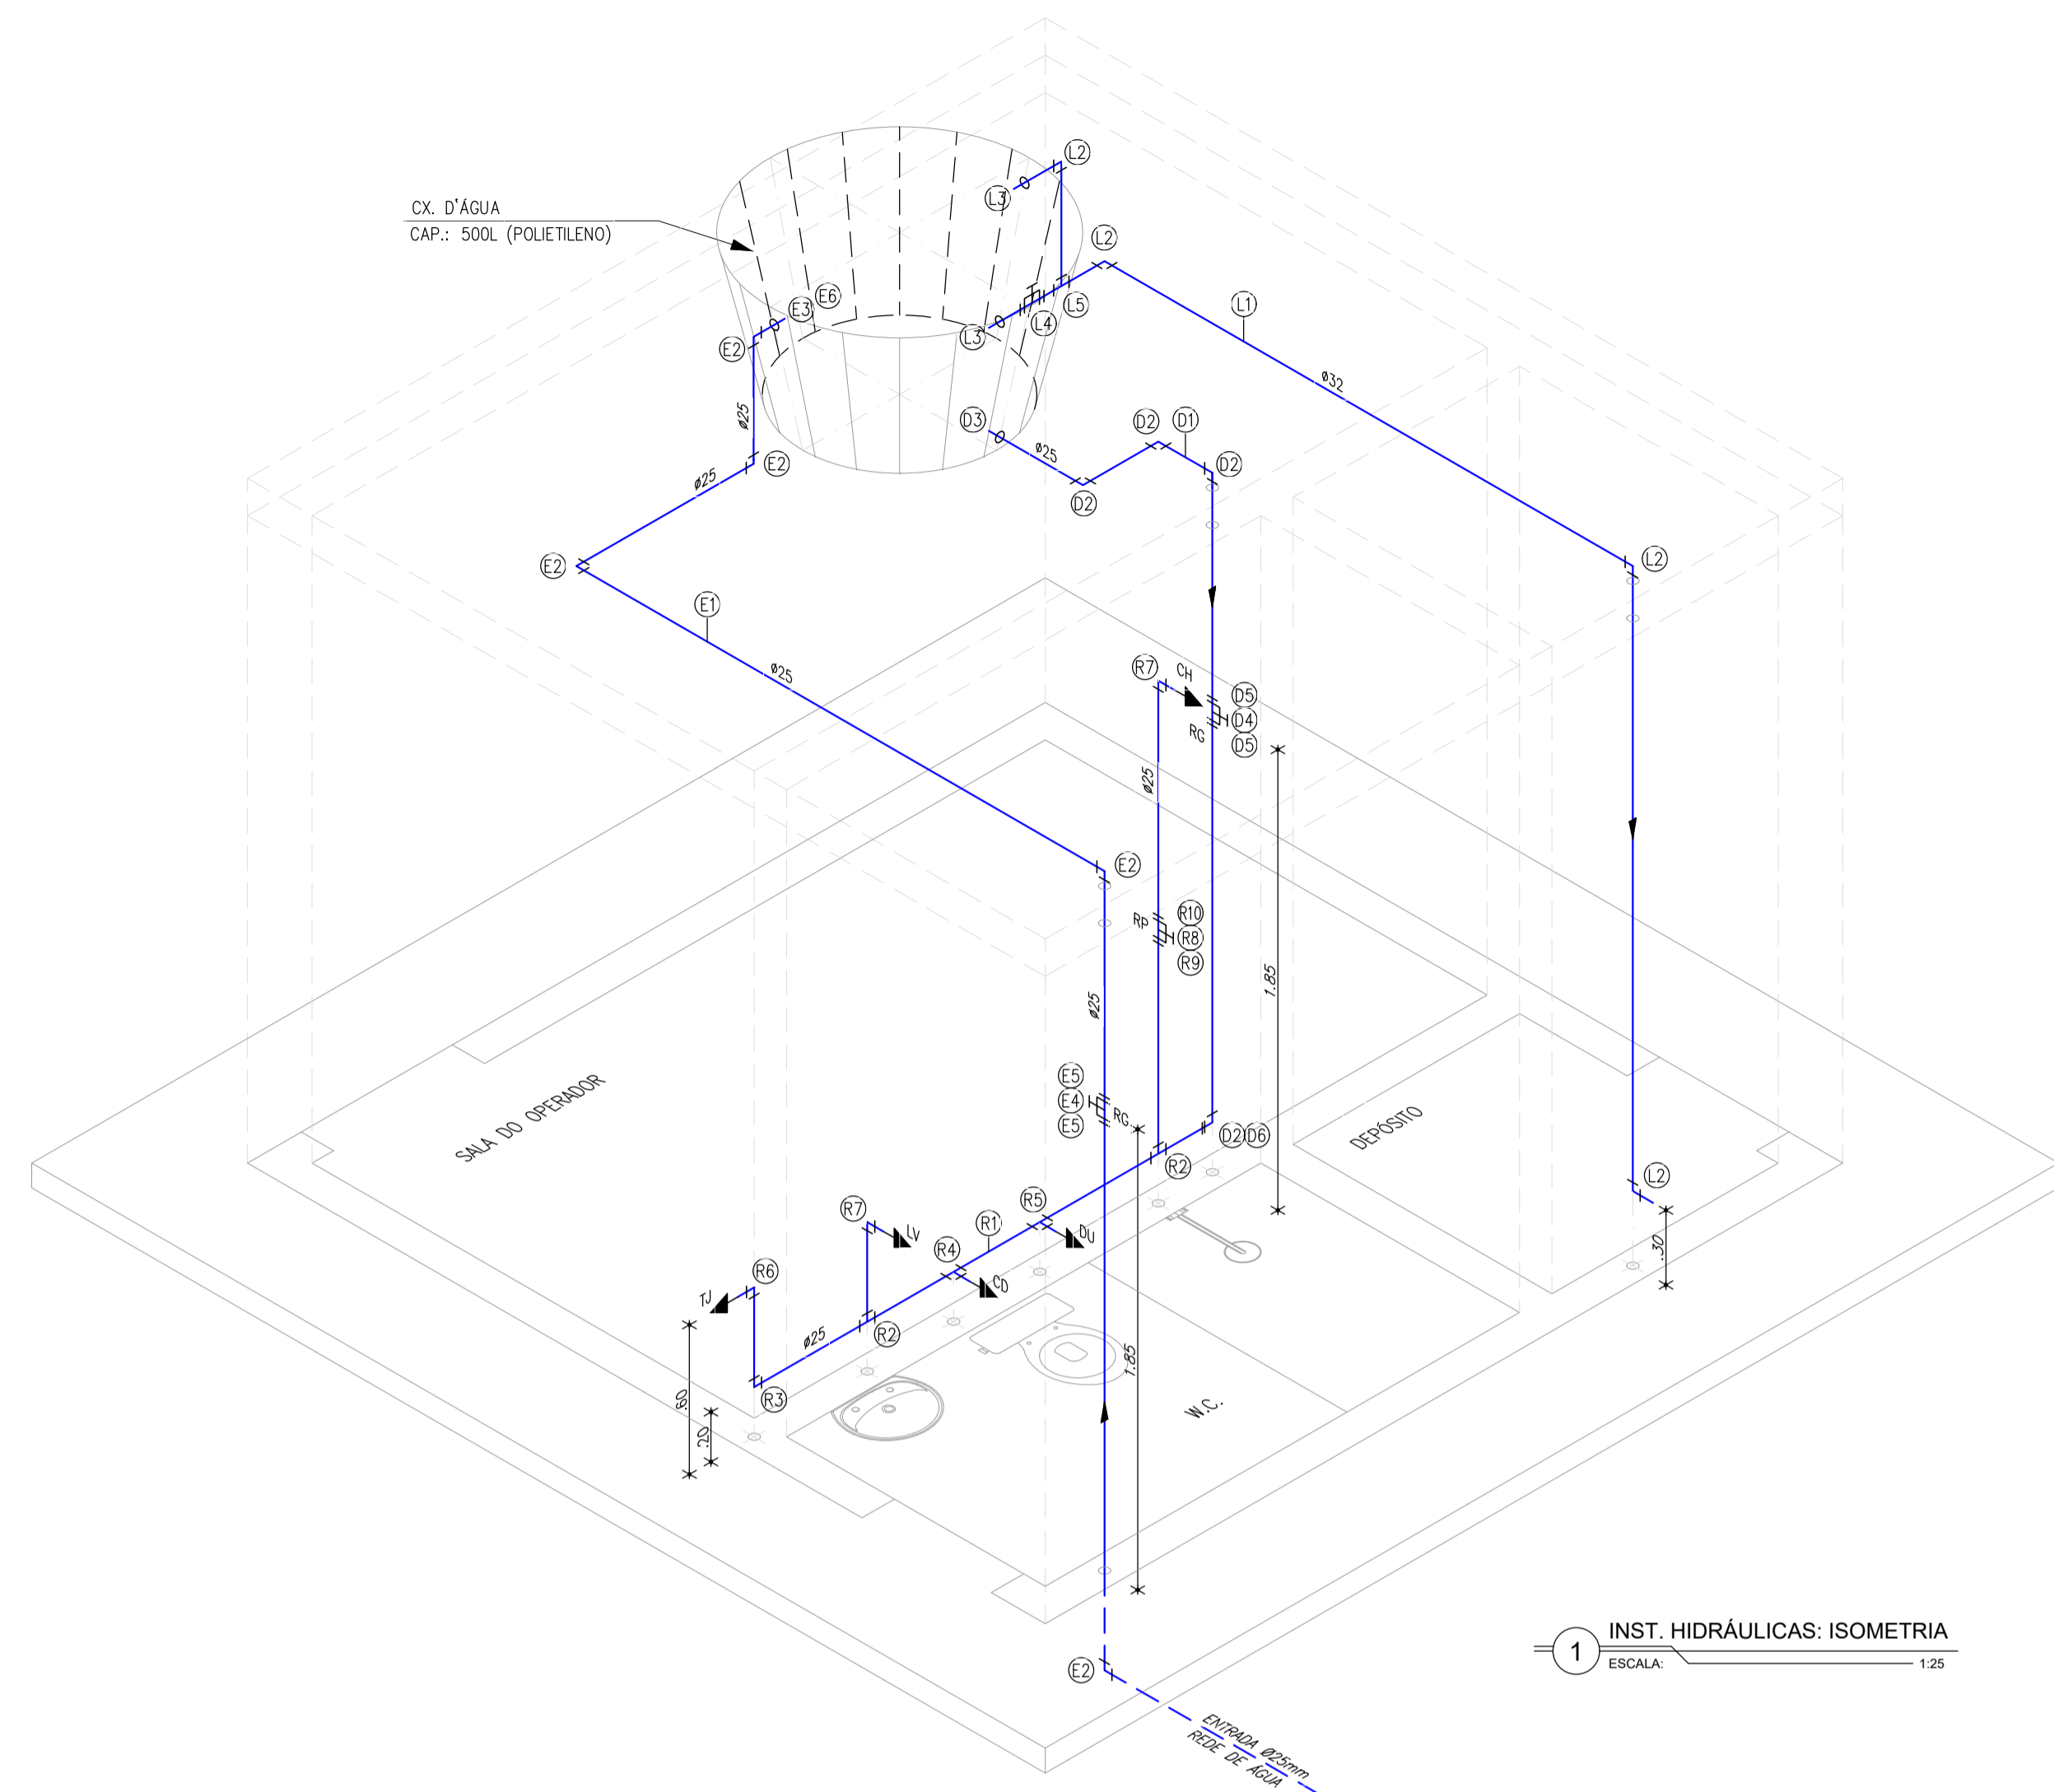 L2
CX. D'ÁGUA
CAP.: 500L (POLIETILENO)
L3
L2
E6
E3
L5
L4
L1
L3
E2
Ø32
Ø25
D3
D2
D1
Ø25
E2
D2
Ø25
D2
E2
L2
E1
Ø25
R7
CH
D5
D4
RG
D5
Ø25
E2
R10
RP
R8
R9
1.85
Ø25
E5
E4
RG
E5
SALA DO OPERADOR
DEPÓSITO
D2
D6
R2
L2
R7
R5
R1
LV
DU
R4
CD
.30
R6
TJ
Ø25
R2
1.85
R3
.60
.20
W.C.
E2
ENTRADA Ø25mm
REDE DE ÁGUA
1
INST. HIDRÁULICAS: ISOMETRIA
ESCALA:
1:25